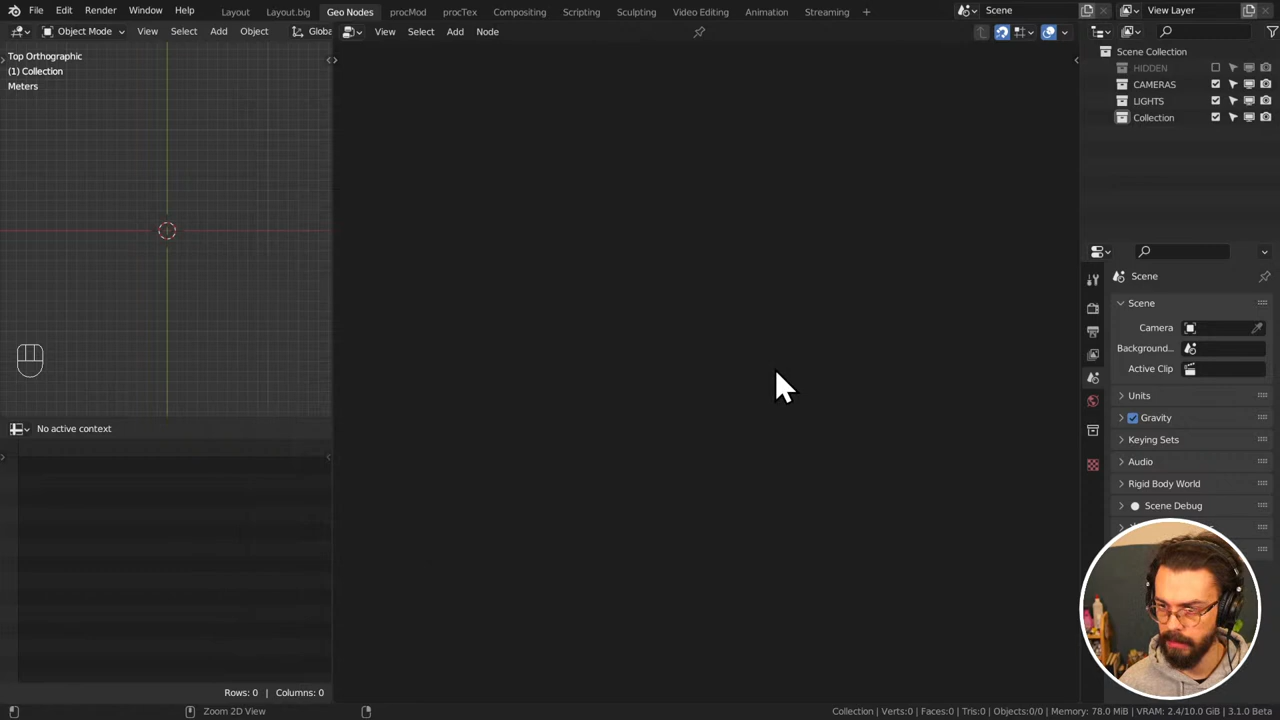 File Edit Render Window Help Layout Layout.big Geo Nodes procMod procTex Compositing Scripting Sculpting Video Editing Animation Streaming Scene View Layer
Object Mode View Select Add Object Globa View Select Add Node
Top Orthographic
(1) Collection
Meters
Scene Collection
HIDDEN
CAMERAS
LIGHTS
Collection
Scene
Scene
Camera
Background...
Active Clip
Units
Gravity
Keying Sets
Audio
Rigid Body World
Scene Debug
No active context
Rows: 0 | Columns: 0
Zoom 2D View
Collection | Verts:0 | Faces:0 | Tris:0 | Objects:0/0 | Memory: 78.0 MiB | VRAM: 2.4/10.0 GiB | 3.1.0 Beta